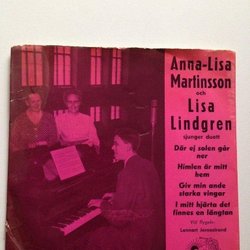 Anna-Lisa
Martinsson
och
Lisa
Lindgren
sjunger duett
Där ej solen går
ner
Himlen är mitt
hem
Giv min ande
starka vingar
I mitt hjärta det
finnes en längtan
Vid flygeln:
Lennart Jernestrand